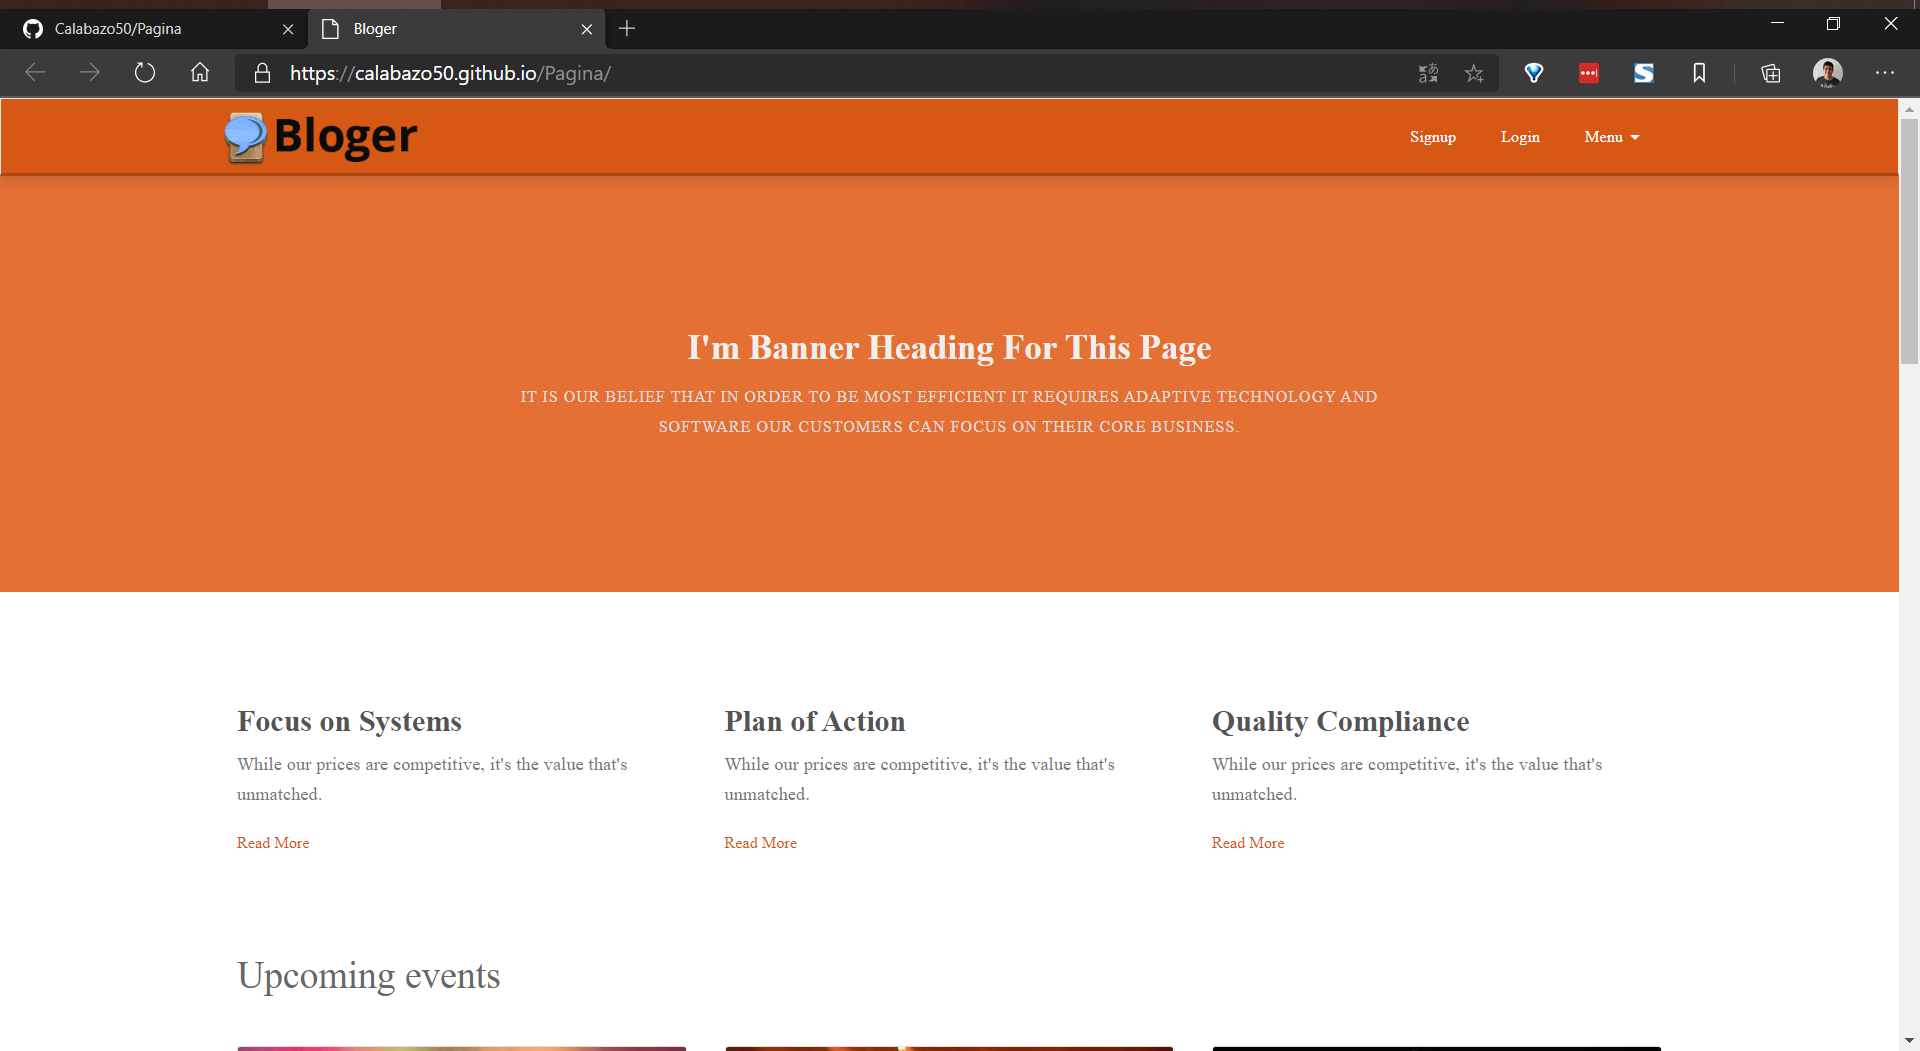 Calabazo50/Pagina
Bloger
https://calabazo50.github.io/Pagina/
Bloger
Signup Login Menu
I'm Banner Heading For This Page
IT IS OUR BELIEF THAT IN ORDER TO BE MOST EFFICIENT IT REQUIRES ADAPTIVE TECHNOLOGY AND
SOFTWARE OUR CUSTOMERS CAN FOCUS ON THEIR CORE BUSINESS.
Focus on Systems
While our prices are competitive, it's the value that's
unmatched.
Read More
Plan of Action
While our prices are competitive, it's the value that's
unmatched.
Read More
Quality Compliance
While our prices are competitive, it's the value that's
unmatched.
Read More
Upcoming events